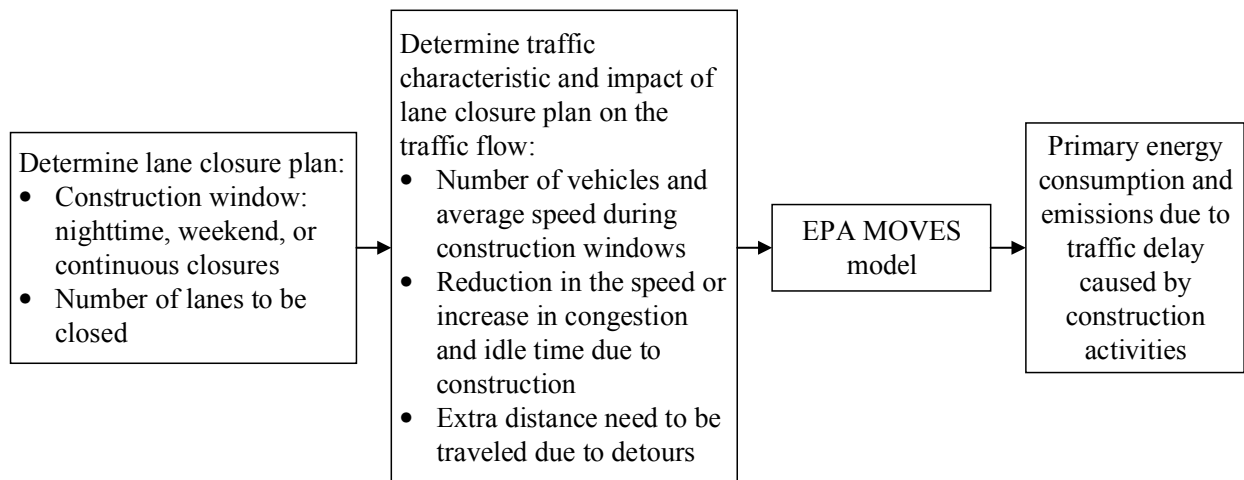 Determine lane closure plan:
• Construction window:
nighttime, weekend, or
continuous closures
• Number of lanes to be
closed
Determine traffic
characteristic and impact of
lane closure plan on the
traffic flow:
• Number of vehicles and
average speed during
construction windows
• Reduction in the speed or
increase in congestion
and idle time due to
construction
• Extra distance need to be
traveled due to detours
EPA MOVES
model
Primary energy
consumption and
emissions due to
traffic delay
caused by
construction
activities